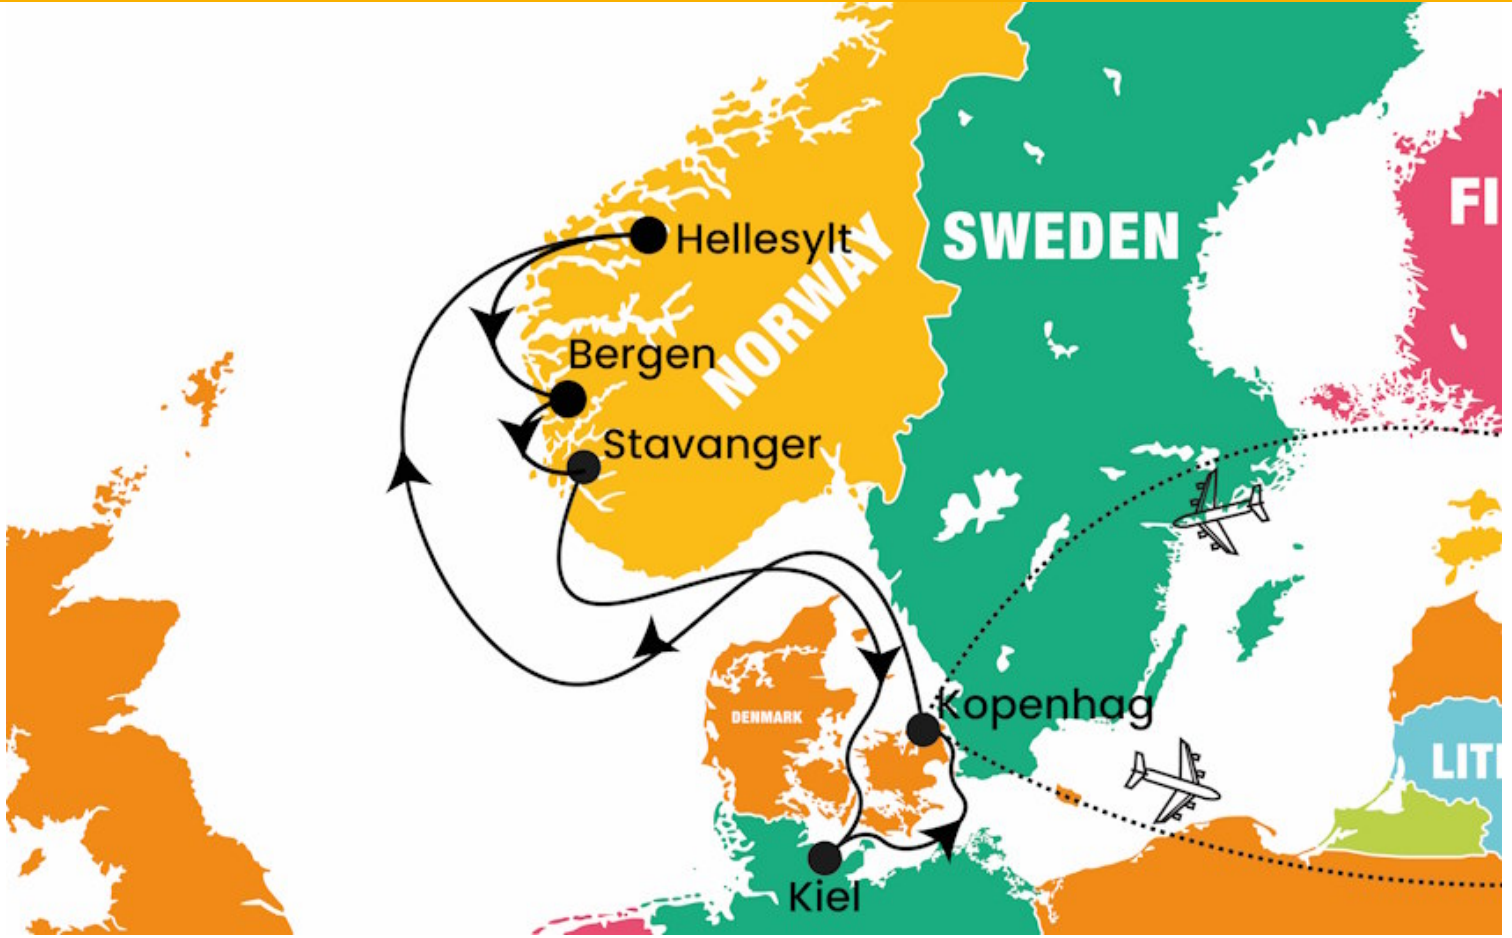 FI
SWEDEN
Hellesylt
NORWAY
Bergen
Stavanger
Kopenhag
DENMARK
LIT
Kiel